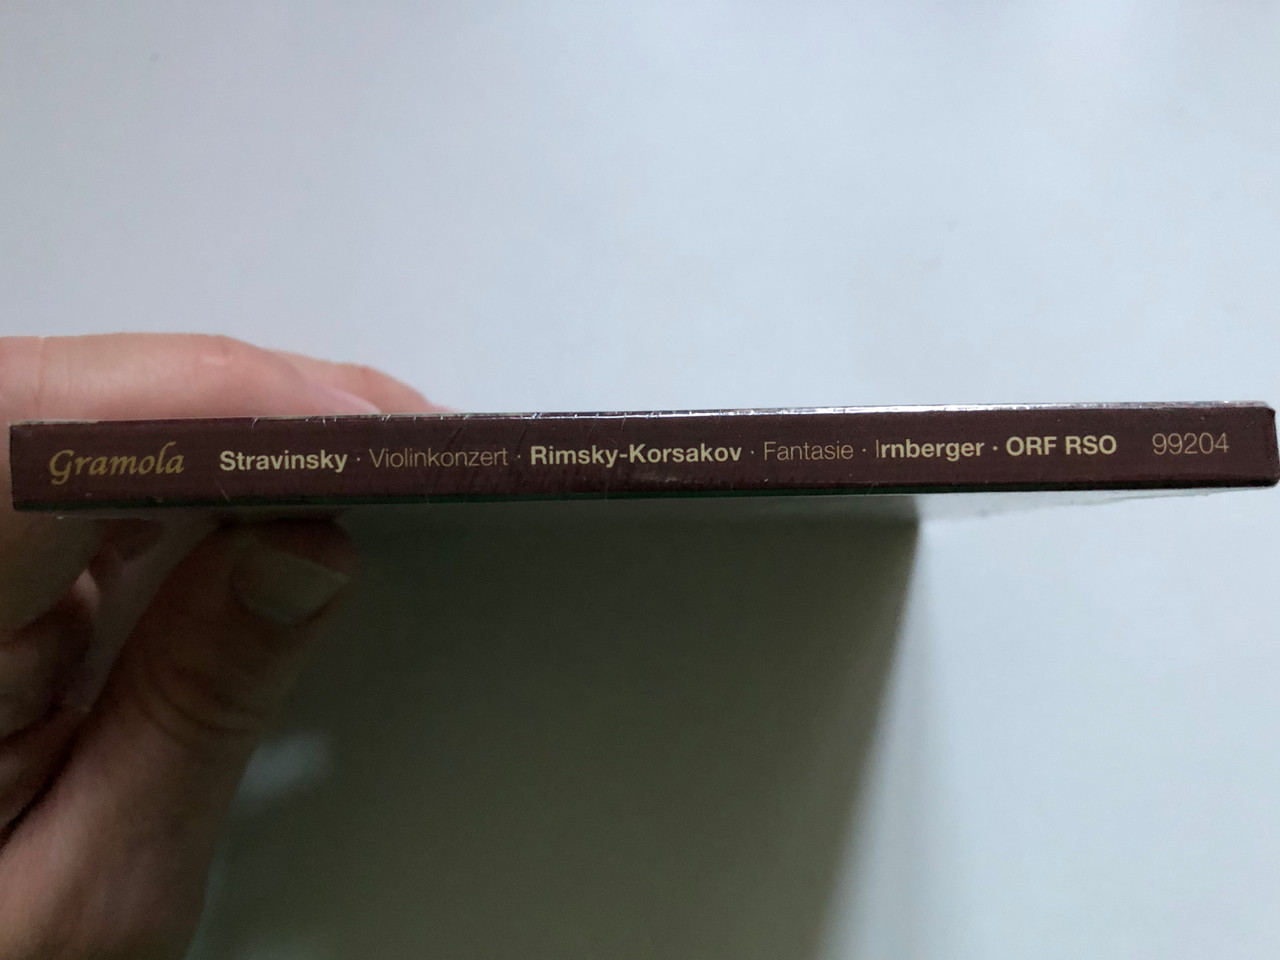 Gramola Stravinsky · Violinkonzert · Rimsky-Korsakov · Fantasie · Irnberger · ORF RSO 99204